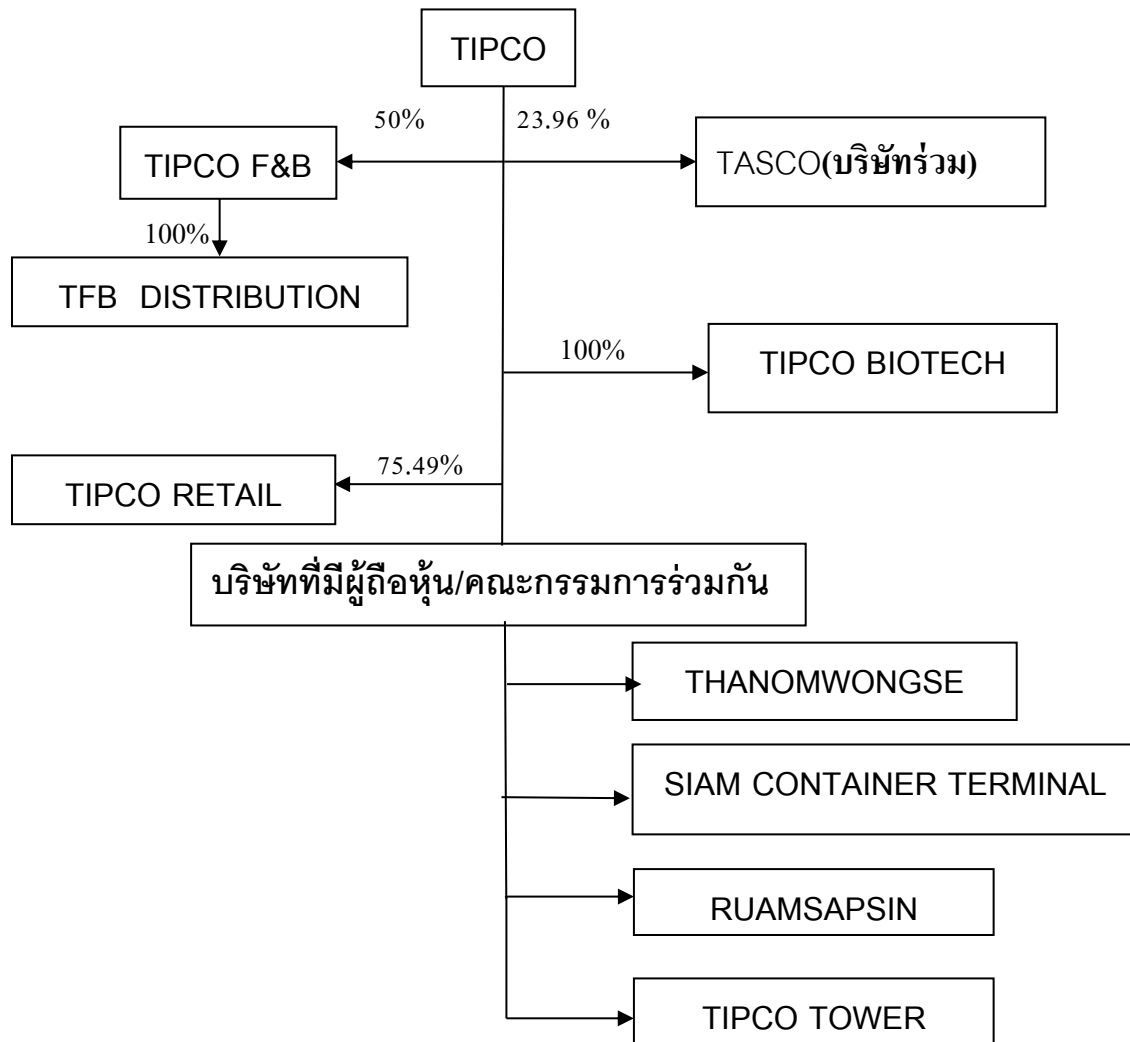 TIPCO
50%
23.96 %
TIPCO F&B
TASCO(บริษัทร่วม)
100%
TFB DISTRIBUTION
100%
TIPCO BIOTECH
75.49%
TIPCO RETAIL
บริษัทที่มีผู้ถือหุ้น/คณะกรรมการร่วมกัน
THANOMWONGSE
SIAM CONTAINER TERMINAL
RUAMSAPSIN
TIPCO TOWER